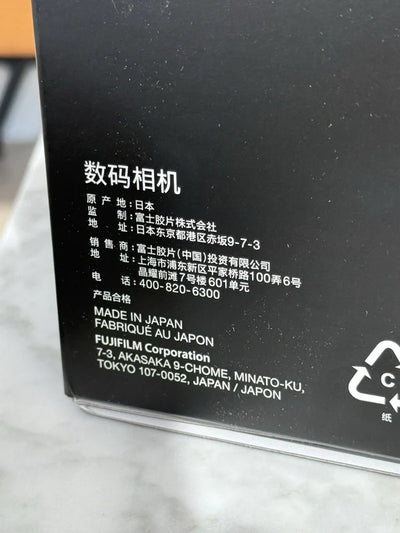 数码相机
原产地:日本
监制:富士胶片株式会社
地址:日本东京都港区赤坂9-7-3
销售商:富士胶片(中国)投资有限公司
地址:上海市浦东新区平家桥路100弄6号
晶耀前滩7号楼601单元
电话:400-820-6300
产品合格
MADE IN JAPAN
FABRIQUÉ AU JAPON
FUJIFILM Corporation
7-3, AKASAKA 9-CHOME, MINATO-KU,
TOKYO 107-0052, JAPAN / JAPON
C
纸